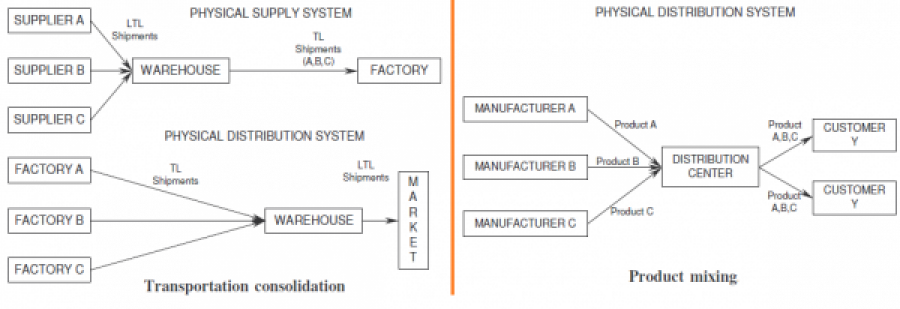 PHYSICAL SUPPLY SYSTEM
SUPPLIER A
LTL
Shipments
TL
Shipments
(A,B,C)
SUPPLIER B
WAREHOUSE
FACTORY
SUPPLIER C
PHYSICAL DISTRIBUTION SYSTEM
FACTORY A
TL
Shipments
LTL
Shipments
FACTORY B
WAREHOUSE
M
A
R
K
E
T
FACTORY C
Transportation consolidation
PHYSICAL DISTRIBUTION SYSTEM
MANUFACTURER A
Product A
Product
A,B,C
CUSTOMER
Y
MANUFACTURER B
Product B
DISTRIBUTION
CENTER
MANUFACTURER C
Product C
Product
A,B,C
CUSTOMER
Y
Product mixing